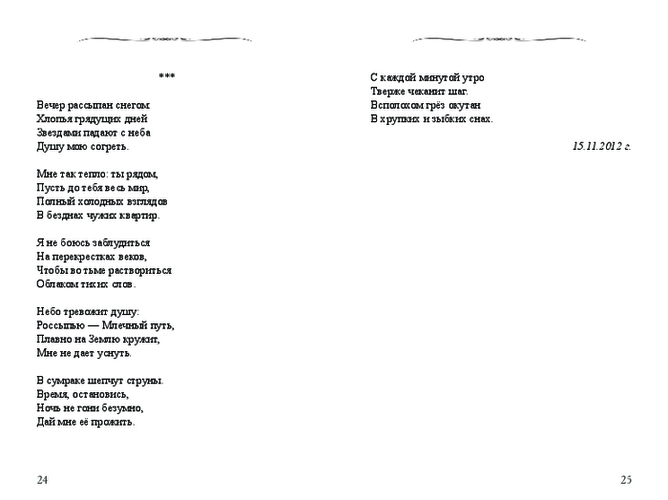 ***
Вечер рассыпан снегом
Хлопья грядущих дней
Звездами падают с неба
Душу мою согреть.
Мне так тепло: ты рядом,
Пусть до тебя весь мир,
Полный холодных взглядов
В безднах чужих квартир.
Я не боюсь заблудиться
На перекрестках веков,
Чтобы во тьме раствориться
Облаком тихих слов.
Небо тревожит душу:
Россыпью — Млечный путь,
Плавно на Землю кружит,
Мне не дает уснуть.
В сумраке шепчут струны.
Время, остановись,
Ночь не гони безумно,
Дай мне её прожить.
24
С каждой минутой утро
Тверже чеканит шаг.
Всполохом грёз окутан
В хрупких и зыбких снах.
15.11.2012 г.
25